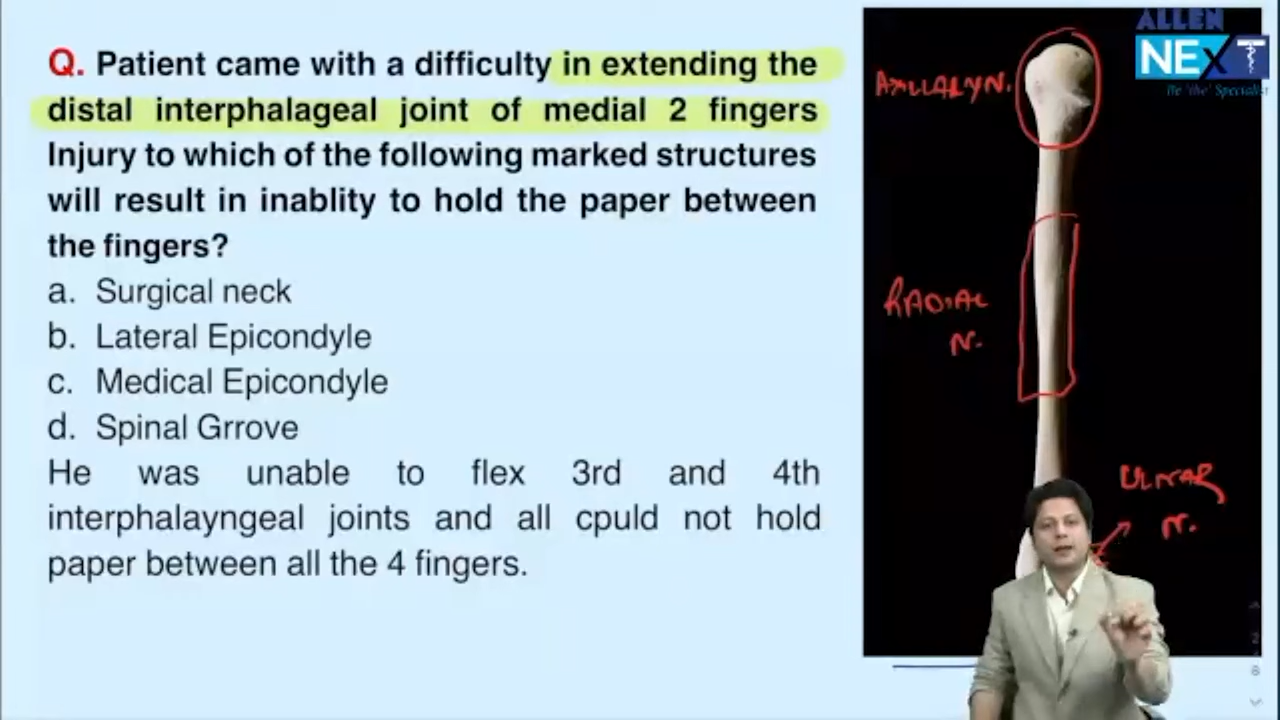 Q. Patient came with a difficulty in extending the
distal interphalageal joint of medial 2 fingers
Injury to which of the following marked structures
will result in inablity to hold the paper between
the fingers?
a. Surgical neck
b. Lateral Epicondyle
c. Medical Epicondyle
d. Spinal Grrove
He was unable to flex 3rd and 4th
interphalayngeal joints and all cpuld not hold
paper between all the 4 fingers.
ALLEN
NEXT
Be 'the' Specialist
AXILLARY N.
RADIAL
N.
ULNAR
N.